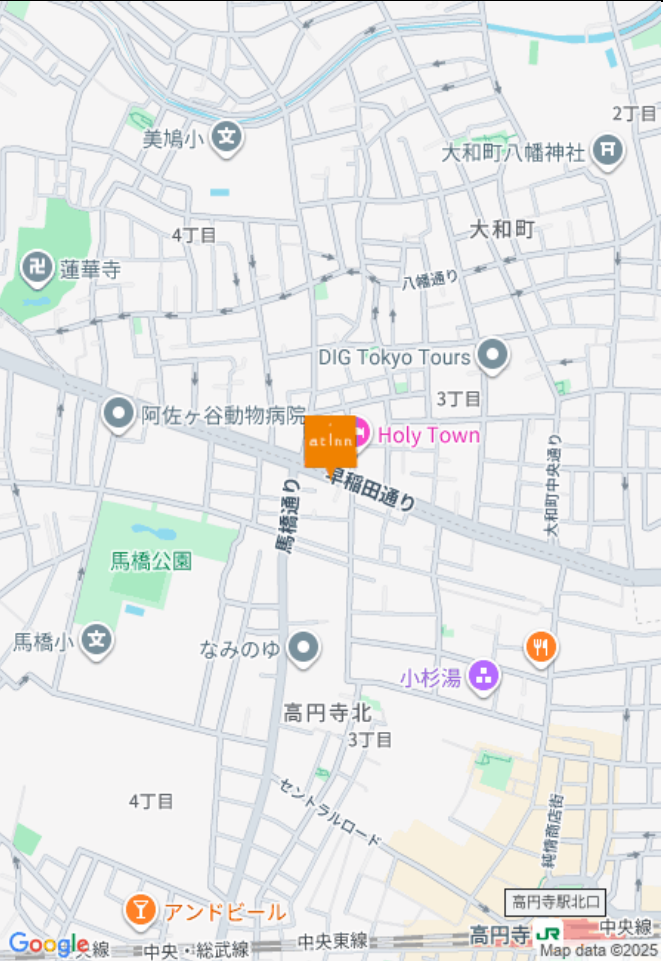 2丁目
美鳩小
大和町八幡神社
4丁目
大和町
蓮華寺
八幡通り
DIG Tokyo Tours
3丁目
阿佐ヶ谷動物病院
at inn
Holy Town
早稲田通り
大和町中央通り
馬橋通り
馬橋公園
馬橋小
なみのゆ
小杉湯
高円寺北
3丁目
4丁目
セントラルロード
純情商店街
高円寺駅北口
アンドビール
高円寺
JR
中央線
Google
央線
中央・総武線
中央東線
Map data ©2025